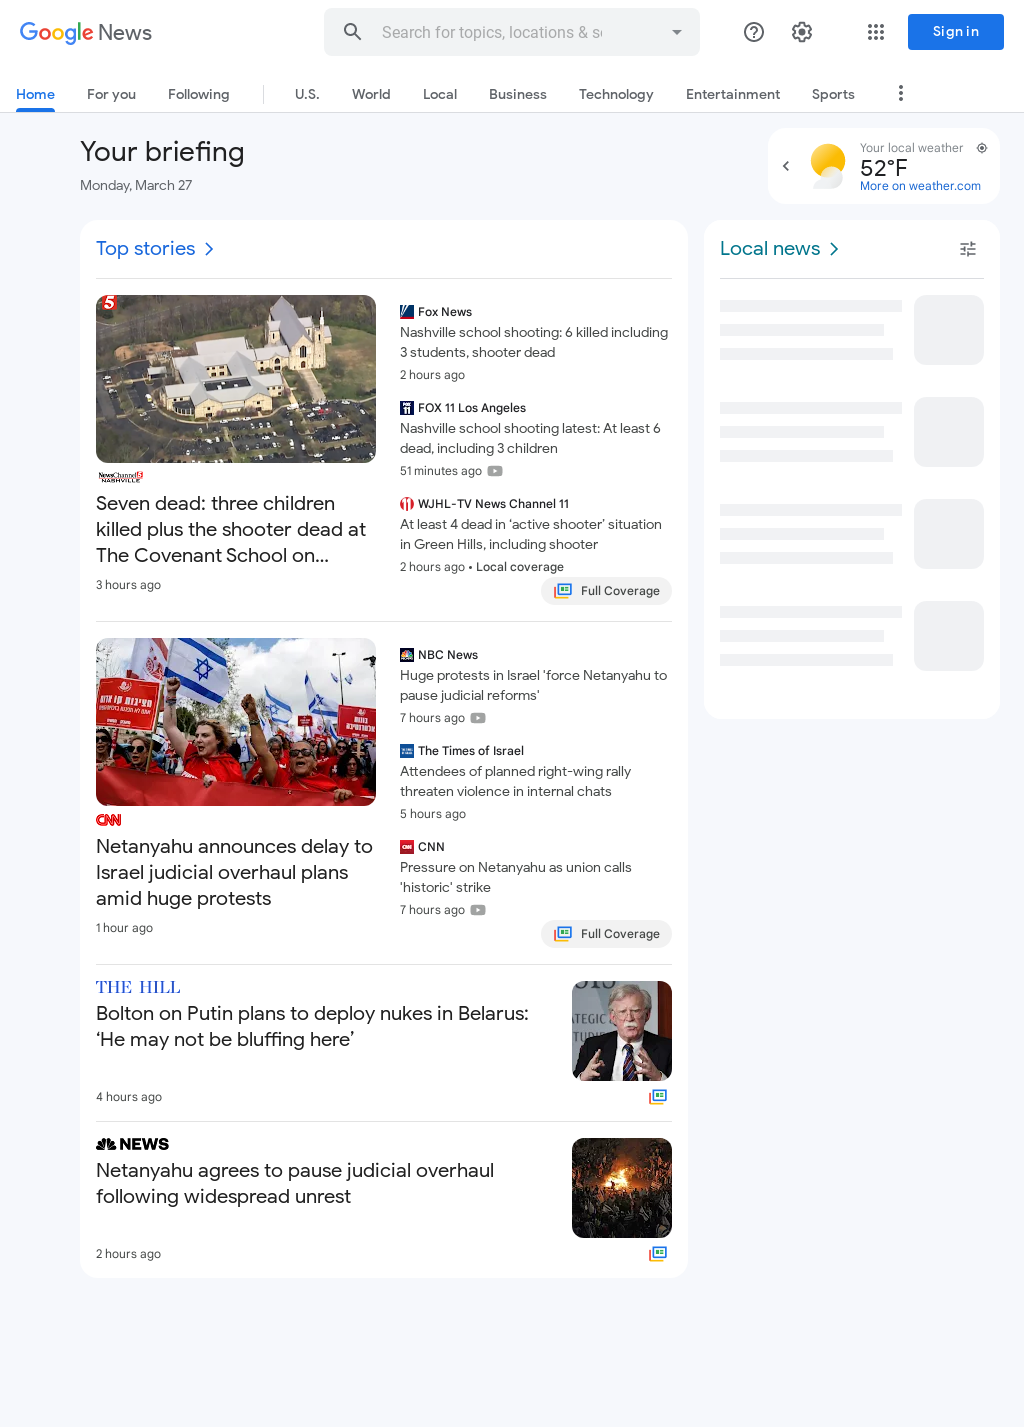 Google News
Search for topics, locations & so
Sign in
Home
For you
Following
U.S.
World
Local
Business
Technology
Entertainment
Sports
Your briefing
Monday, March 27
Your local weather
52°F
More on weather.com
Top stories
5
NewsChannel 5
NASHVILLE
Seven dead: three children
killed plus the shooter dead at
The Covenant School on...
3 hours ago
Fox News
Nashville school shooting: 6 killed including
3 students, shooter dead
2 hours ago
FOX 11 Los Angeles
Nashville school shooting latest: At least 6
dead, including 3 children
51 minutes ago
WJHL-TV News Channel 11
At least 4 dead in ‘active shooter’ situation
in Green Hills, including shooter
2 hours ago • Local coverage
Full Coverage
CNN
Netanyahu announces delay to
Israel judicial overhaul plans
amid huge protests
1 hour ago
NBC News
Huge protests in Israel 'force Netanyahu to
pause judicial reforms'
7 hours ago
The Times of Israel
Attendees of planned right-wing rally
threaten violence in internal chats
5 hours ago
CNN
Pressure on Netanyahu as union calls
'historic' strike
7 hours ago
Full Coverage
THE HILL
Bolton on Putin plans to deploy nukes in Belarus:
‘He may not be bluffing here’
4 hours ago
NEWS
Netanyahu agrees to pause judicial overhaul
following widespread unrest
2 hours ago
Local news